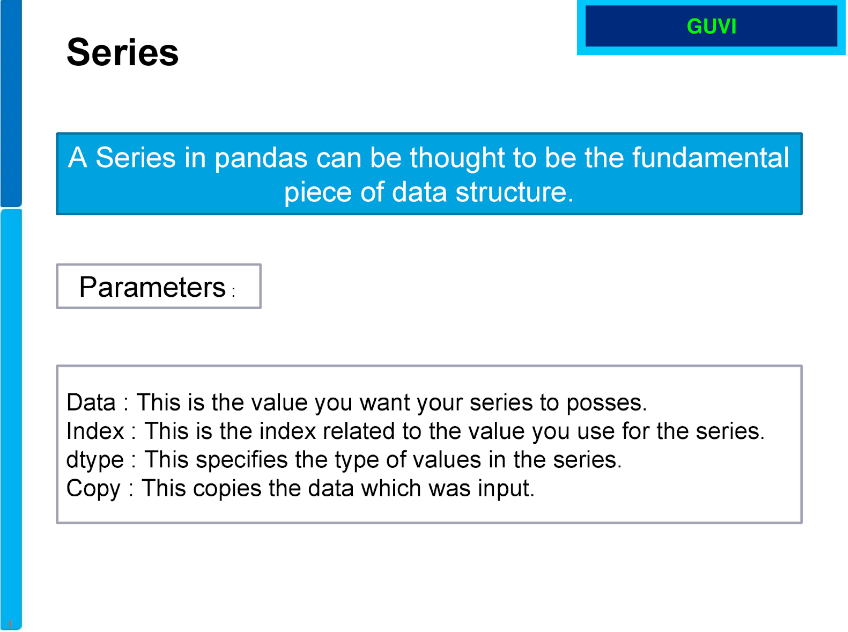 GUVI
Series
A Series in pandas can be thought to be the fundamental
piece of data structure.
Parameters :
Data : This is the value you want your series to posses.
Index : This is the index related to the value you use for the series.
dtype : This specifies the type of values in the series.
Copy : This copies the data which was input.